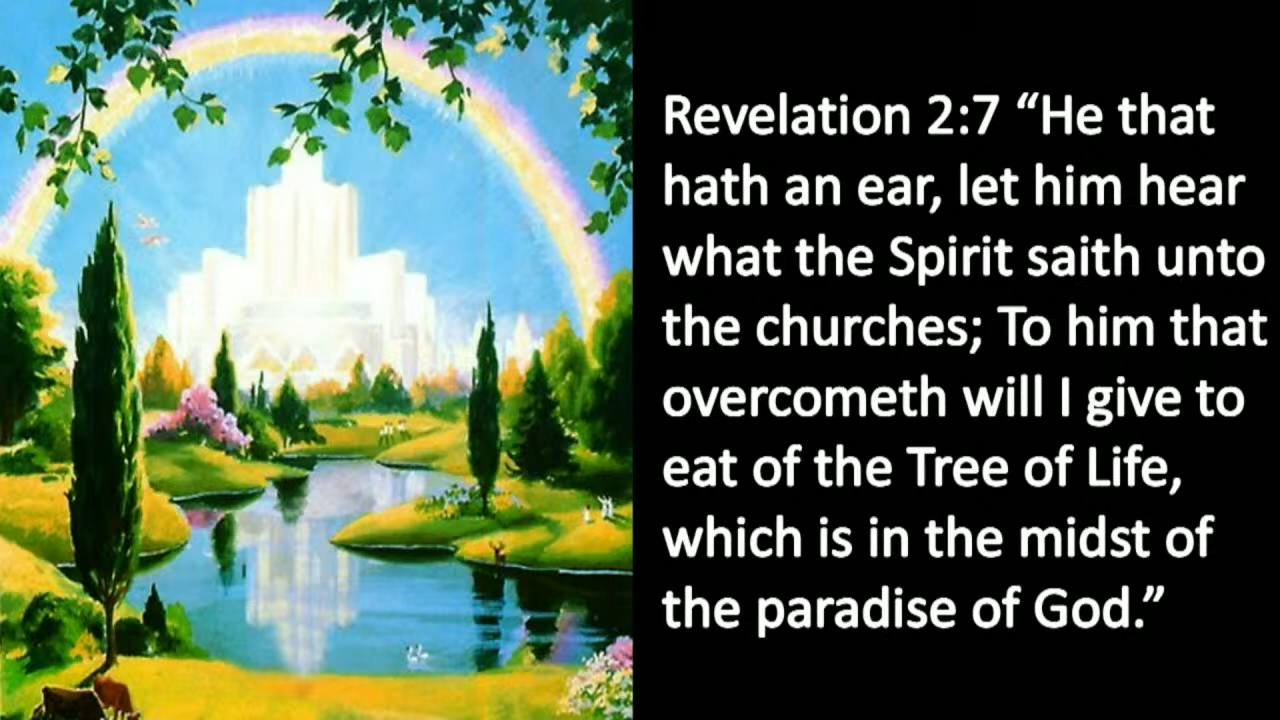 Revelation 2:7 “He that
hath an ear, let him hear
what the Spirit saith unto
the churches; To him that
overcometh will I give to
eat of the Tree of Life,
which is in the midst of
the paradise of God.”